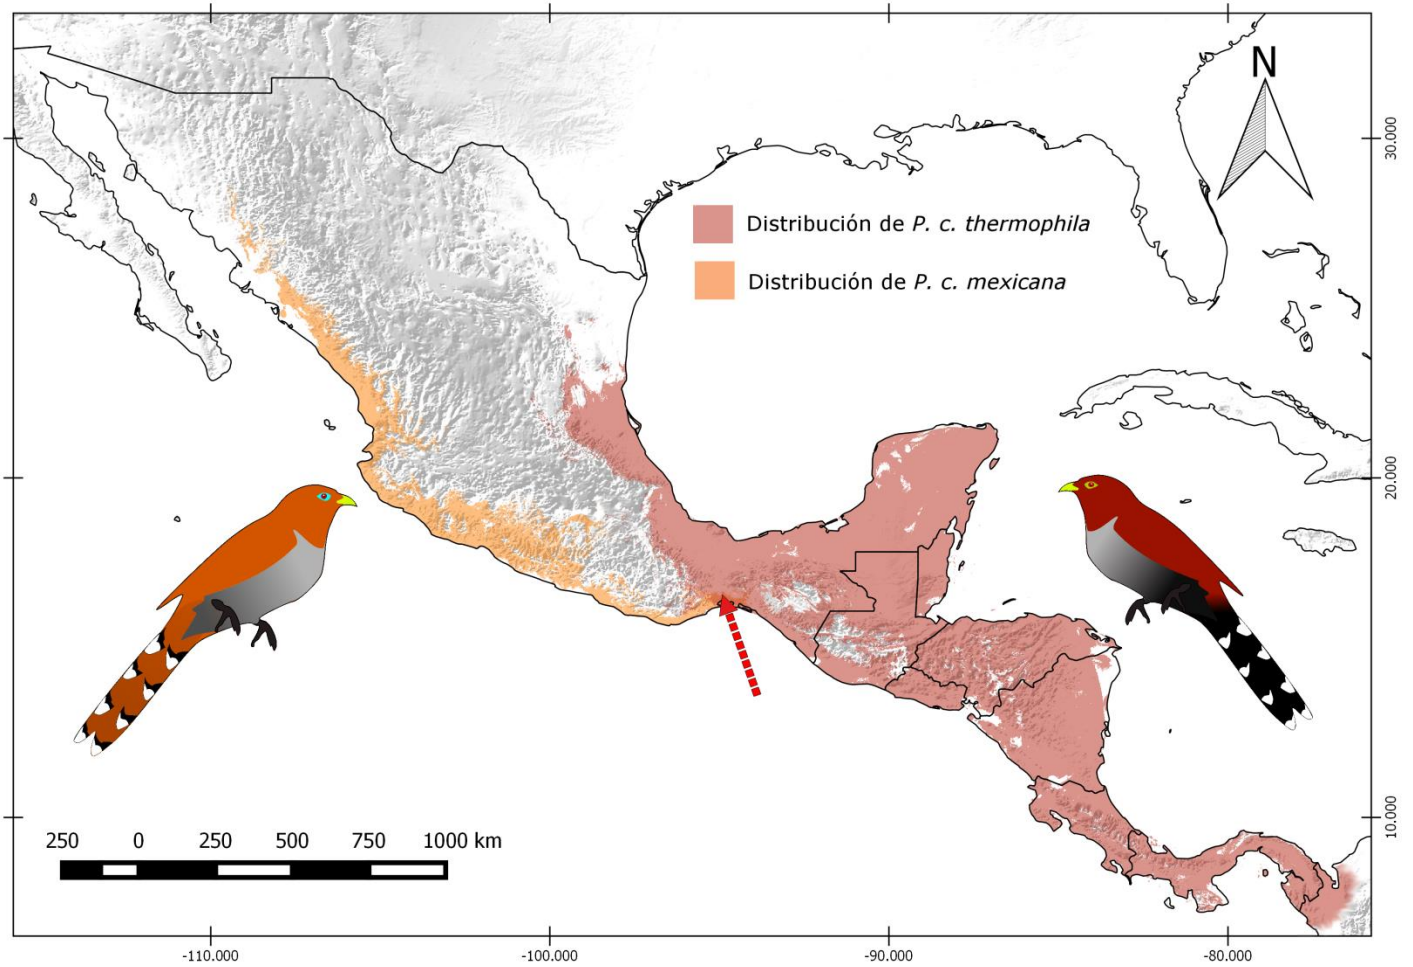 N
Distribución de P. c. thermophila
Distribución de P. c. mexicana
30.000
20.000
10.000
250 0 250 500 750 1000 km
-110.000 -100.000 -90.000 -80.000